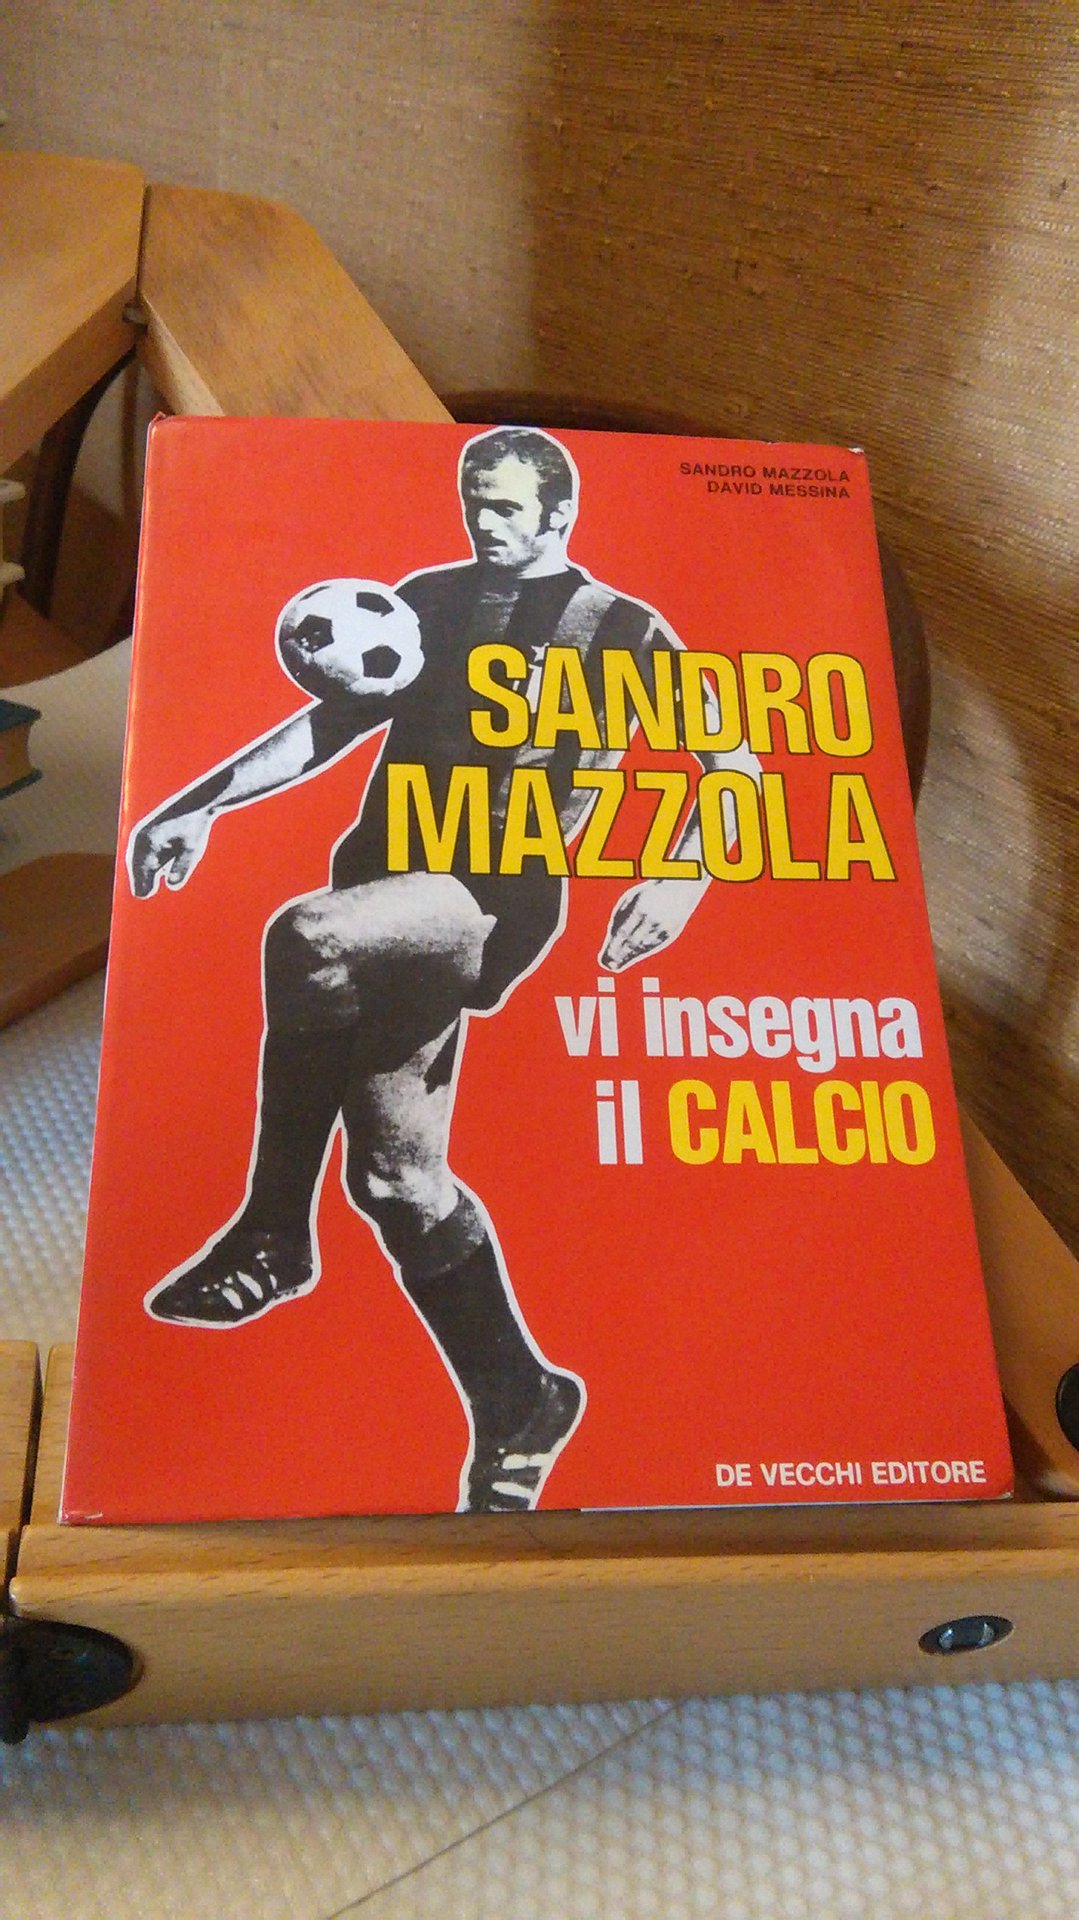 SANDRO MAZZOLA
DAVID MESSINA
SANDRO
MAZZOLA
vi insegna
il CALCIO
DE VECCHI EDITORE